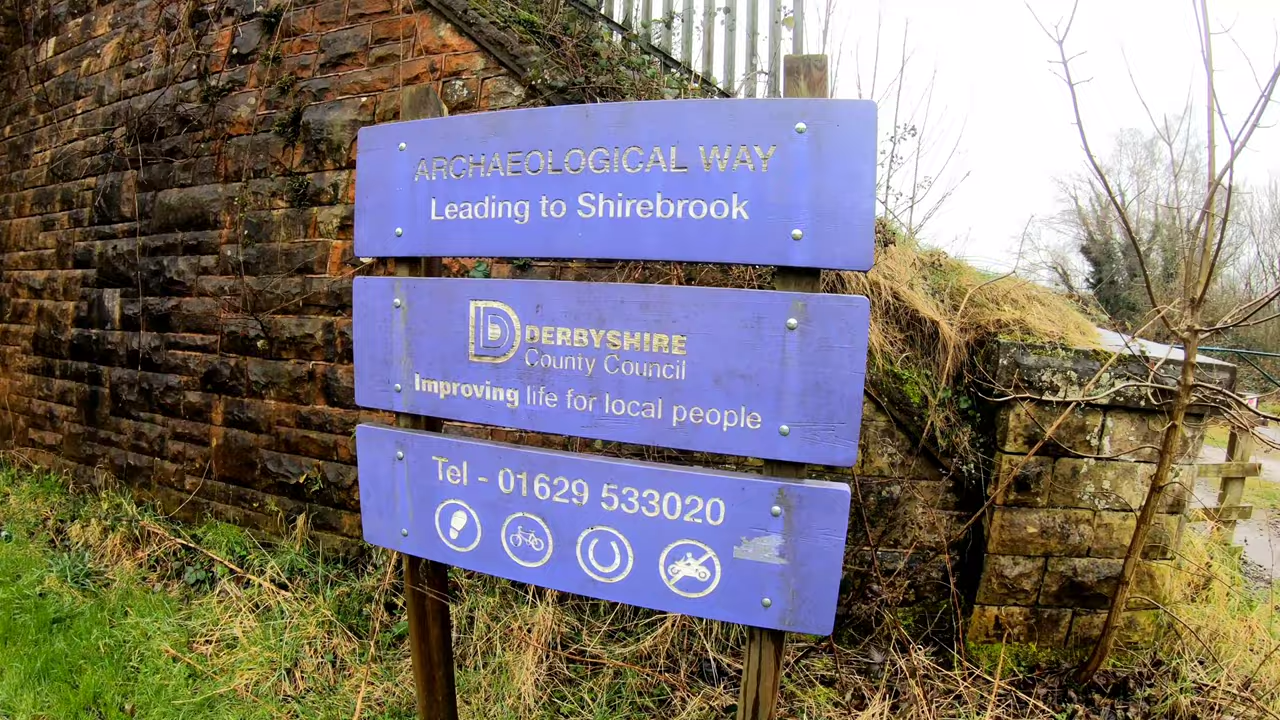 ARCHAEOLOGICAL WAY
Leading to Shirebrook
D DERBYSHIRE
County Council
Improving life for local people
Tel - 01629 533020